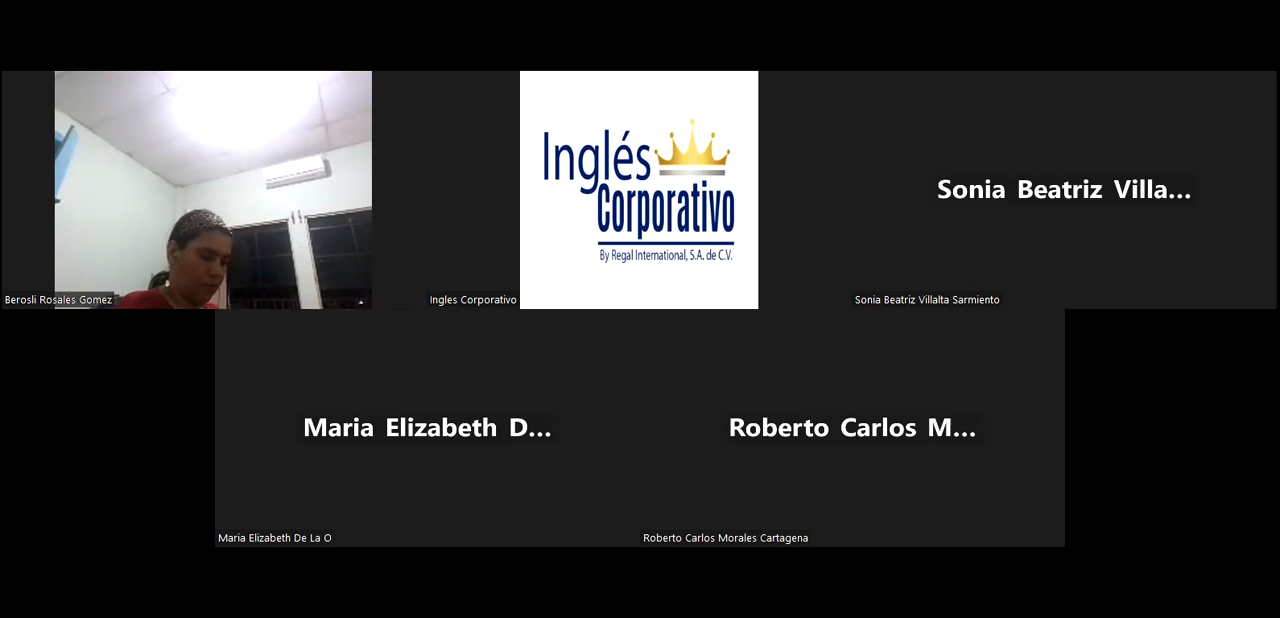 Inglés
Corporativo
By Regal International, S.A. de C.V.
Sonia Beatriz Villa...
Berosli Rosales Gomez
Ingles Corporativo
Sonia Beatriz Villalta Sarmiento
Maria Elizabeth D...
Roberto Carlos M...
Maria Elizabeth De La O
Roberto Carlos Morales Cartagena